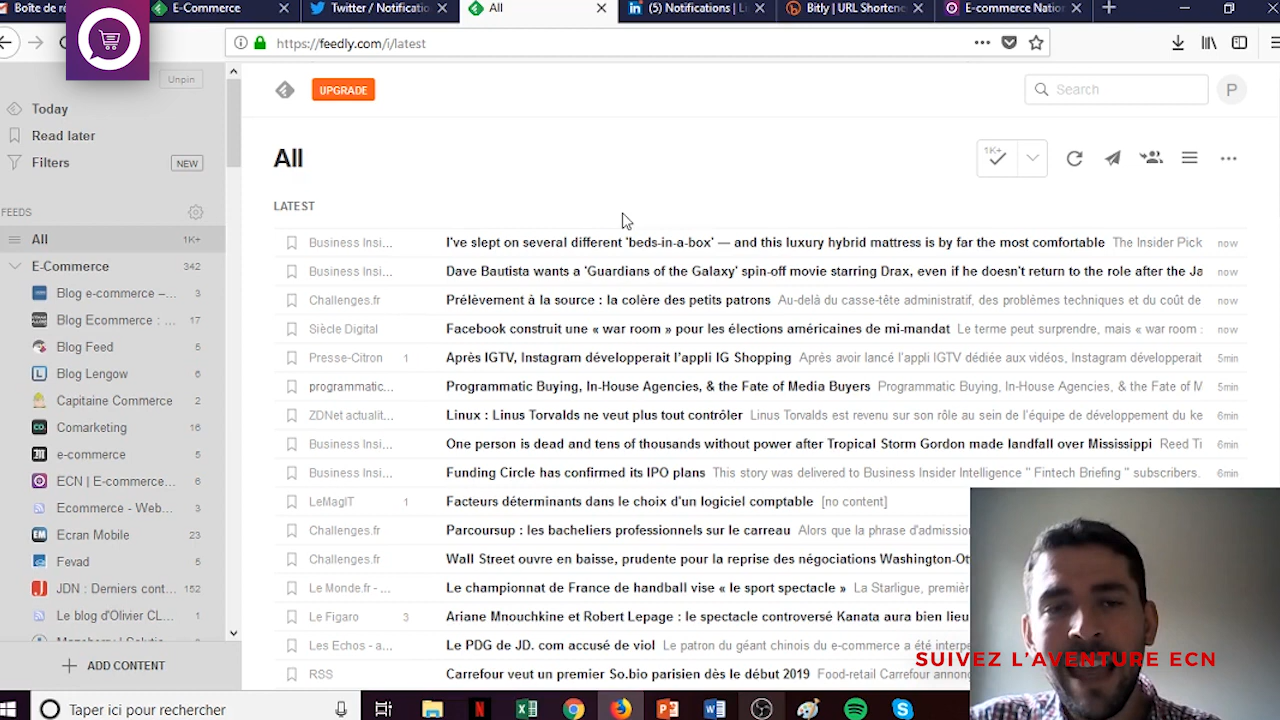 Boîte de ré
E-Commerce
Twitter / Notificatio
All
(5) Notifications | L
Bitly | URL Shortene
E-commerce Natio
https://feedly.com/i/latest
Unpin
Today
Read later
Filters
NEW
FEEDS
All 1K+
E-Commerce 342
Blog e-commerce –... 3
Blog Ecommerce : ... 17
Blog Feed 5
Blog Lengow 6
Capitaine Commerce 2
Comarketing 16
e-commerce 5
ECN | E-commerce... 6
Ecommerce - Web... 3
Ecran Mobile 23
Fevad 5
JDN : Derniers cont... 152
Le blog d'Olivier CL... 1
ADD CONTENT
UPGRADE
Search
P
All
1K+
LATEST
Business Insi... I've slept on several different 'beds-in-a-box' — and this luxury hybrid mattress is by far the most comfortable The Insider Pick now
Business Insi... Dave Bautista wants a 'Guardians of the Galaxy' spin-off movie starring Drax, even if he doesn't return to the role after the Ja now
Challenges.fr Prélèvement à la source : la colère des petits patrons Au-delà du casse-tête administratif, des problèmes techniques et du coût de now
Siècle Digital Facebook construit une « war room » pour les élections américaines de mi-mandat Le terme peut surprendre, mais « war room : now
Presse-Citron 1 Après IGTV, Instagram développerait l'appli IG Shopping Après avoir lancé l'appli IGTV dédiée aux vidéos, Instagram développerait 5min
programmatic... Programmatic Buying, In-House Agencies, & the Fate of Media Buyers Programmatic Buying, In-House Agencies, & the Fate of M 5min
ZDNet actualit... Linux : Linus Torvalds ne veut plus tout contrôler Linus Torvalds est revenu sur son rôle au sein de l'équipe de développement du ke 6min
Business Insi... One person is dead and tens of thousands without power after Tropical Storm Gordon made landfall over Mississippi Reed Ti 6min
Business Insi... Funding Circle has confirmed its IPO plans This story was delivered to Business Insider Intelligence " Fintech Briefing " subscribers. 6min
LeMagIT 1 Facteurs déterminants dans le choix d'un logiciel comptable [no content]
Challenges.fr Parcoursup : les bacheliers professionnels sur le carreau Alors que la phrase d'admissio
Challenges.fr Wall Street ouvre en baisse, prudente pour la reprise des négociations Washington-Ot
Le Monde.fr - ... Le championnat de France de handball vise « le sport spectacle » La Starligue, premièr
Le Figaro 3 Ariane Mnouchkine et Robert Lepage : le spectacle controversé Kanata aura bien lieu
Les Echos - a... Le PDG de JD. com accusé de viol Le patron du géant chinois du e-commerce a été interpe
RSS Carrefour veut un premier So.bio parisien dès le début 2019 Food-retail Carrefour annonc
SUIVEZ L'AVENTURE ECN
Taper ici pour rechercher